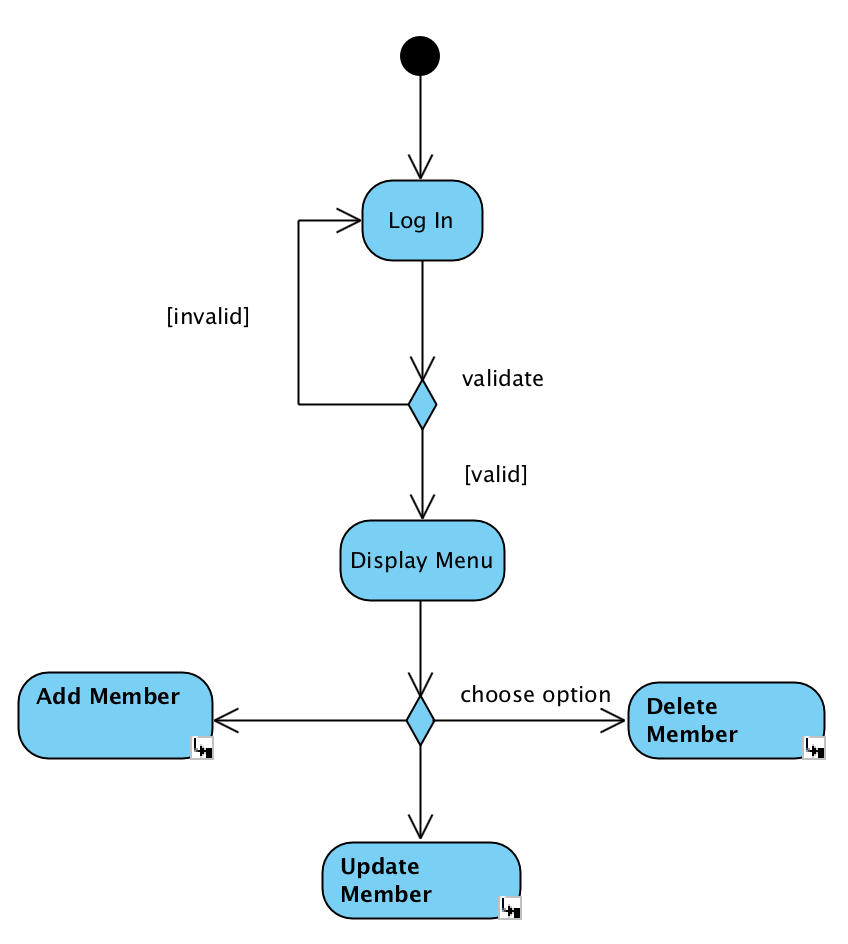 Log In
[invalid]
validate
[valid]
Display Menu
Add Member
choose option
Delete
Member
Update
Member